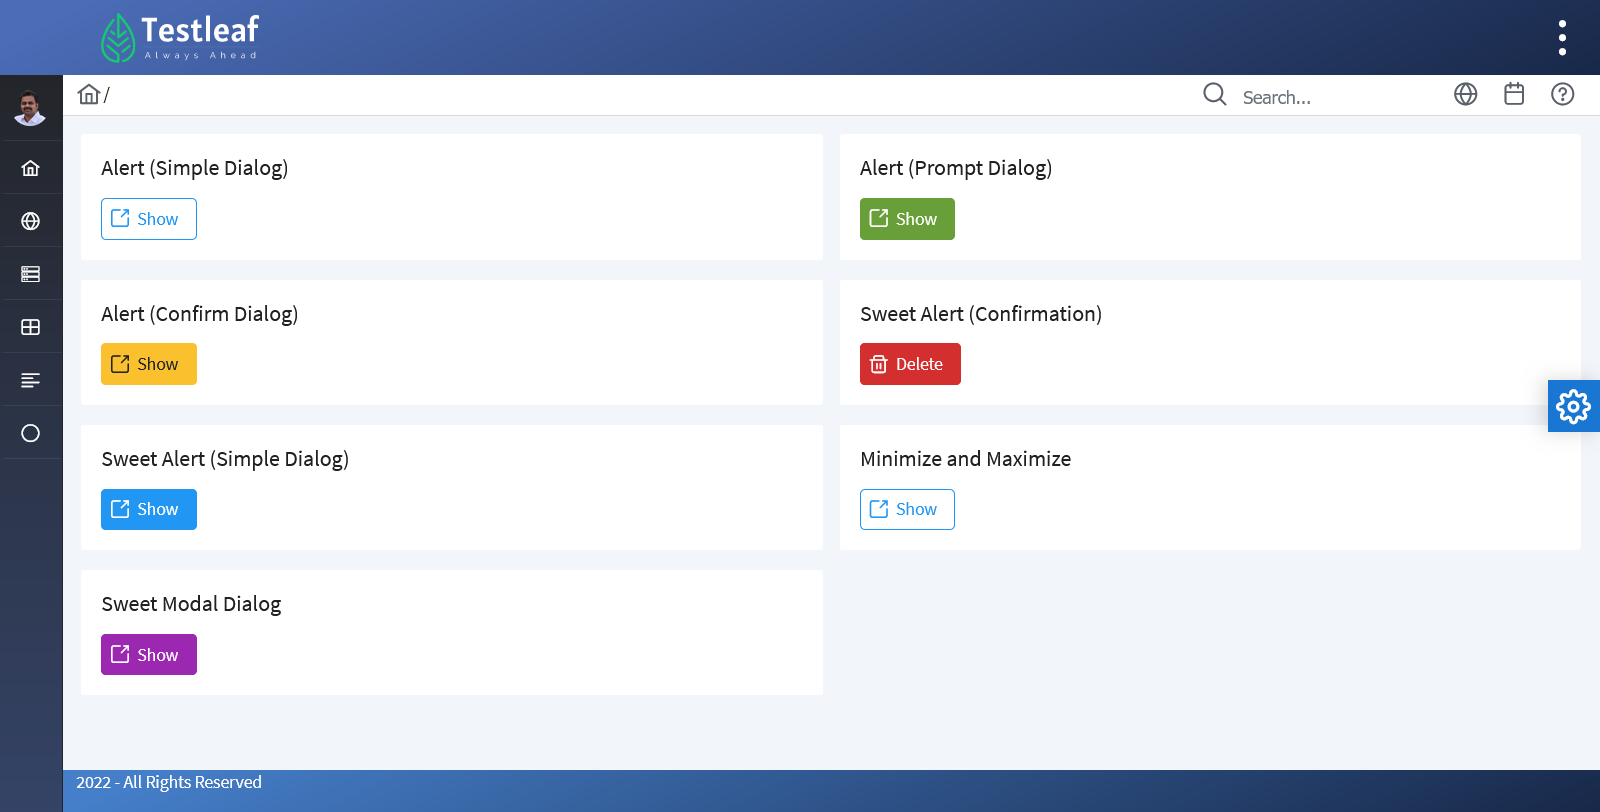 Testleaf
Always Ahead
/
Search...
Alert (Simple Dialog)
Show
Alert (Prompt Dialog)
Show
Alert (Confirm Dialog)
Show
Sweet Alert (Confirmation)
Delete
Sweet Alert (Simple Dialog)
Show
Minimize and Maximize
Show
Sweet Modal Dialog
Show
2022 - All Rights Reserved